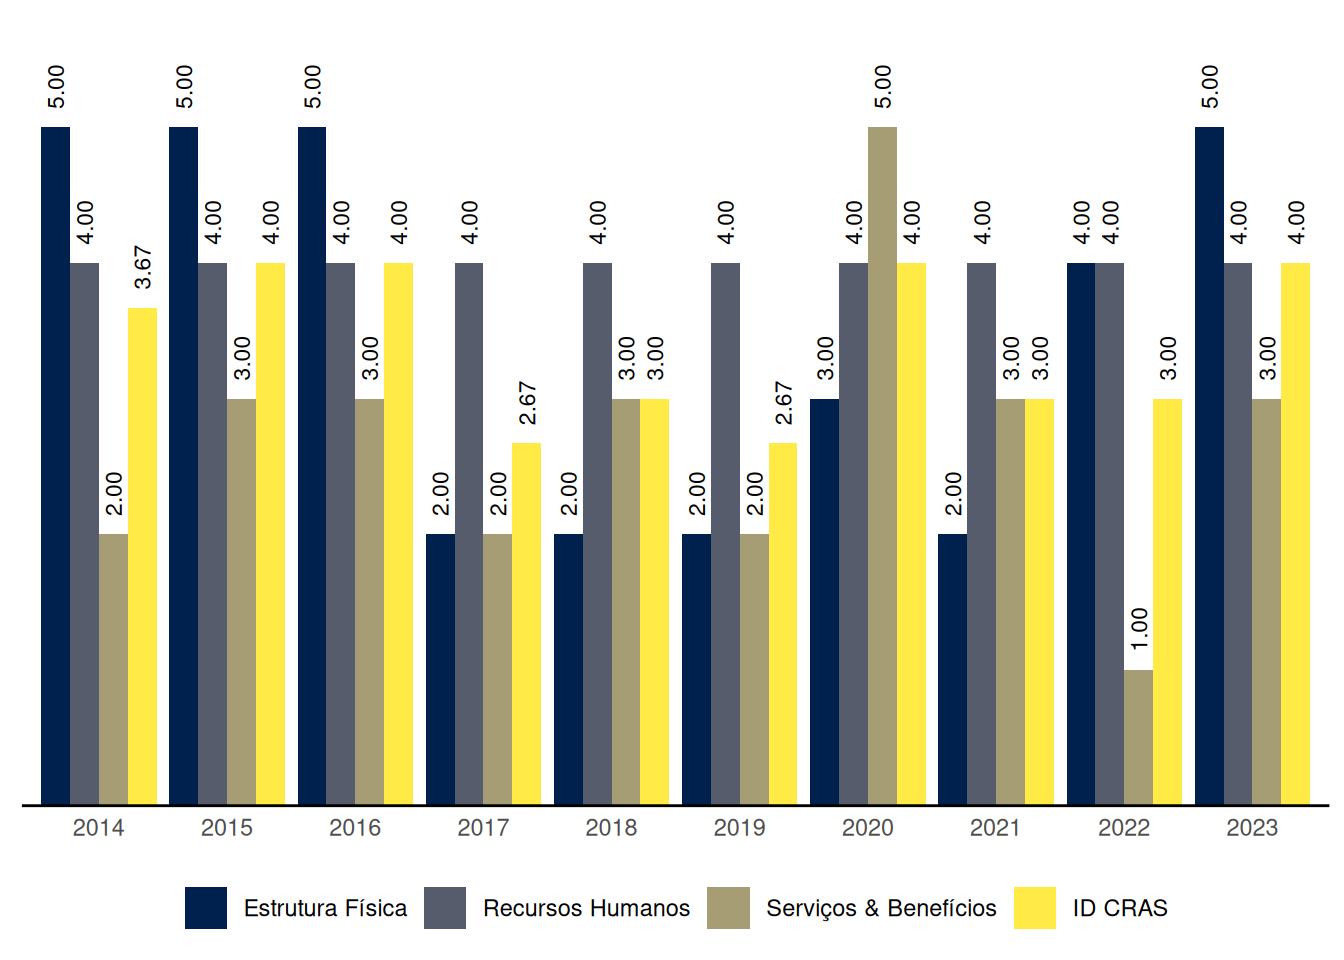 5.00 5.00 5.00 5.00 5.00
4.00 4.00 4.00 4.00 4.00 4.00 4.00 4.00 4.00 4.00 4.00 4.00 4.00 4.00 4.00
3.67
3.00 3.00 3.00 3.00 3.00 3.00 3.00 3.00 3.00
2.67 2.67
2.00 2.00 2.00 2.00 2.00 2.00 2.00
1.00
2014 2015 2016 2017 2018 2019 2020 2021 2022 2023
Estrutura Física Recursos Humanos Serviços & Benefícios ID CRAS